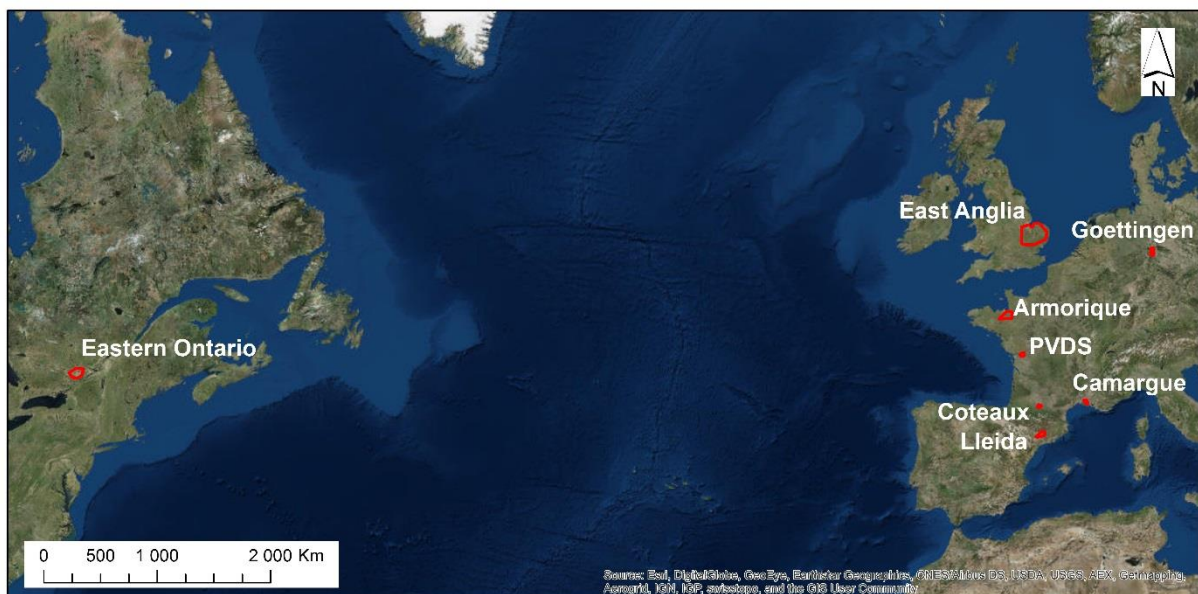 N
East Anglia
Goettingen
Armorique
PVDS
Eastern Ontario
Camargue
Coteaux
Lleida
0 500 1 000 2 000 Km
Source: Esri, DigitalGlobe, GeoEye, Earthstar Geographics, CNES/Airbus DS, USDA, USGS, AEX, Getmapping,
Aerogrid, IGN, IGP, swisstopo, and the GIS User Community